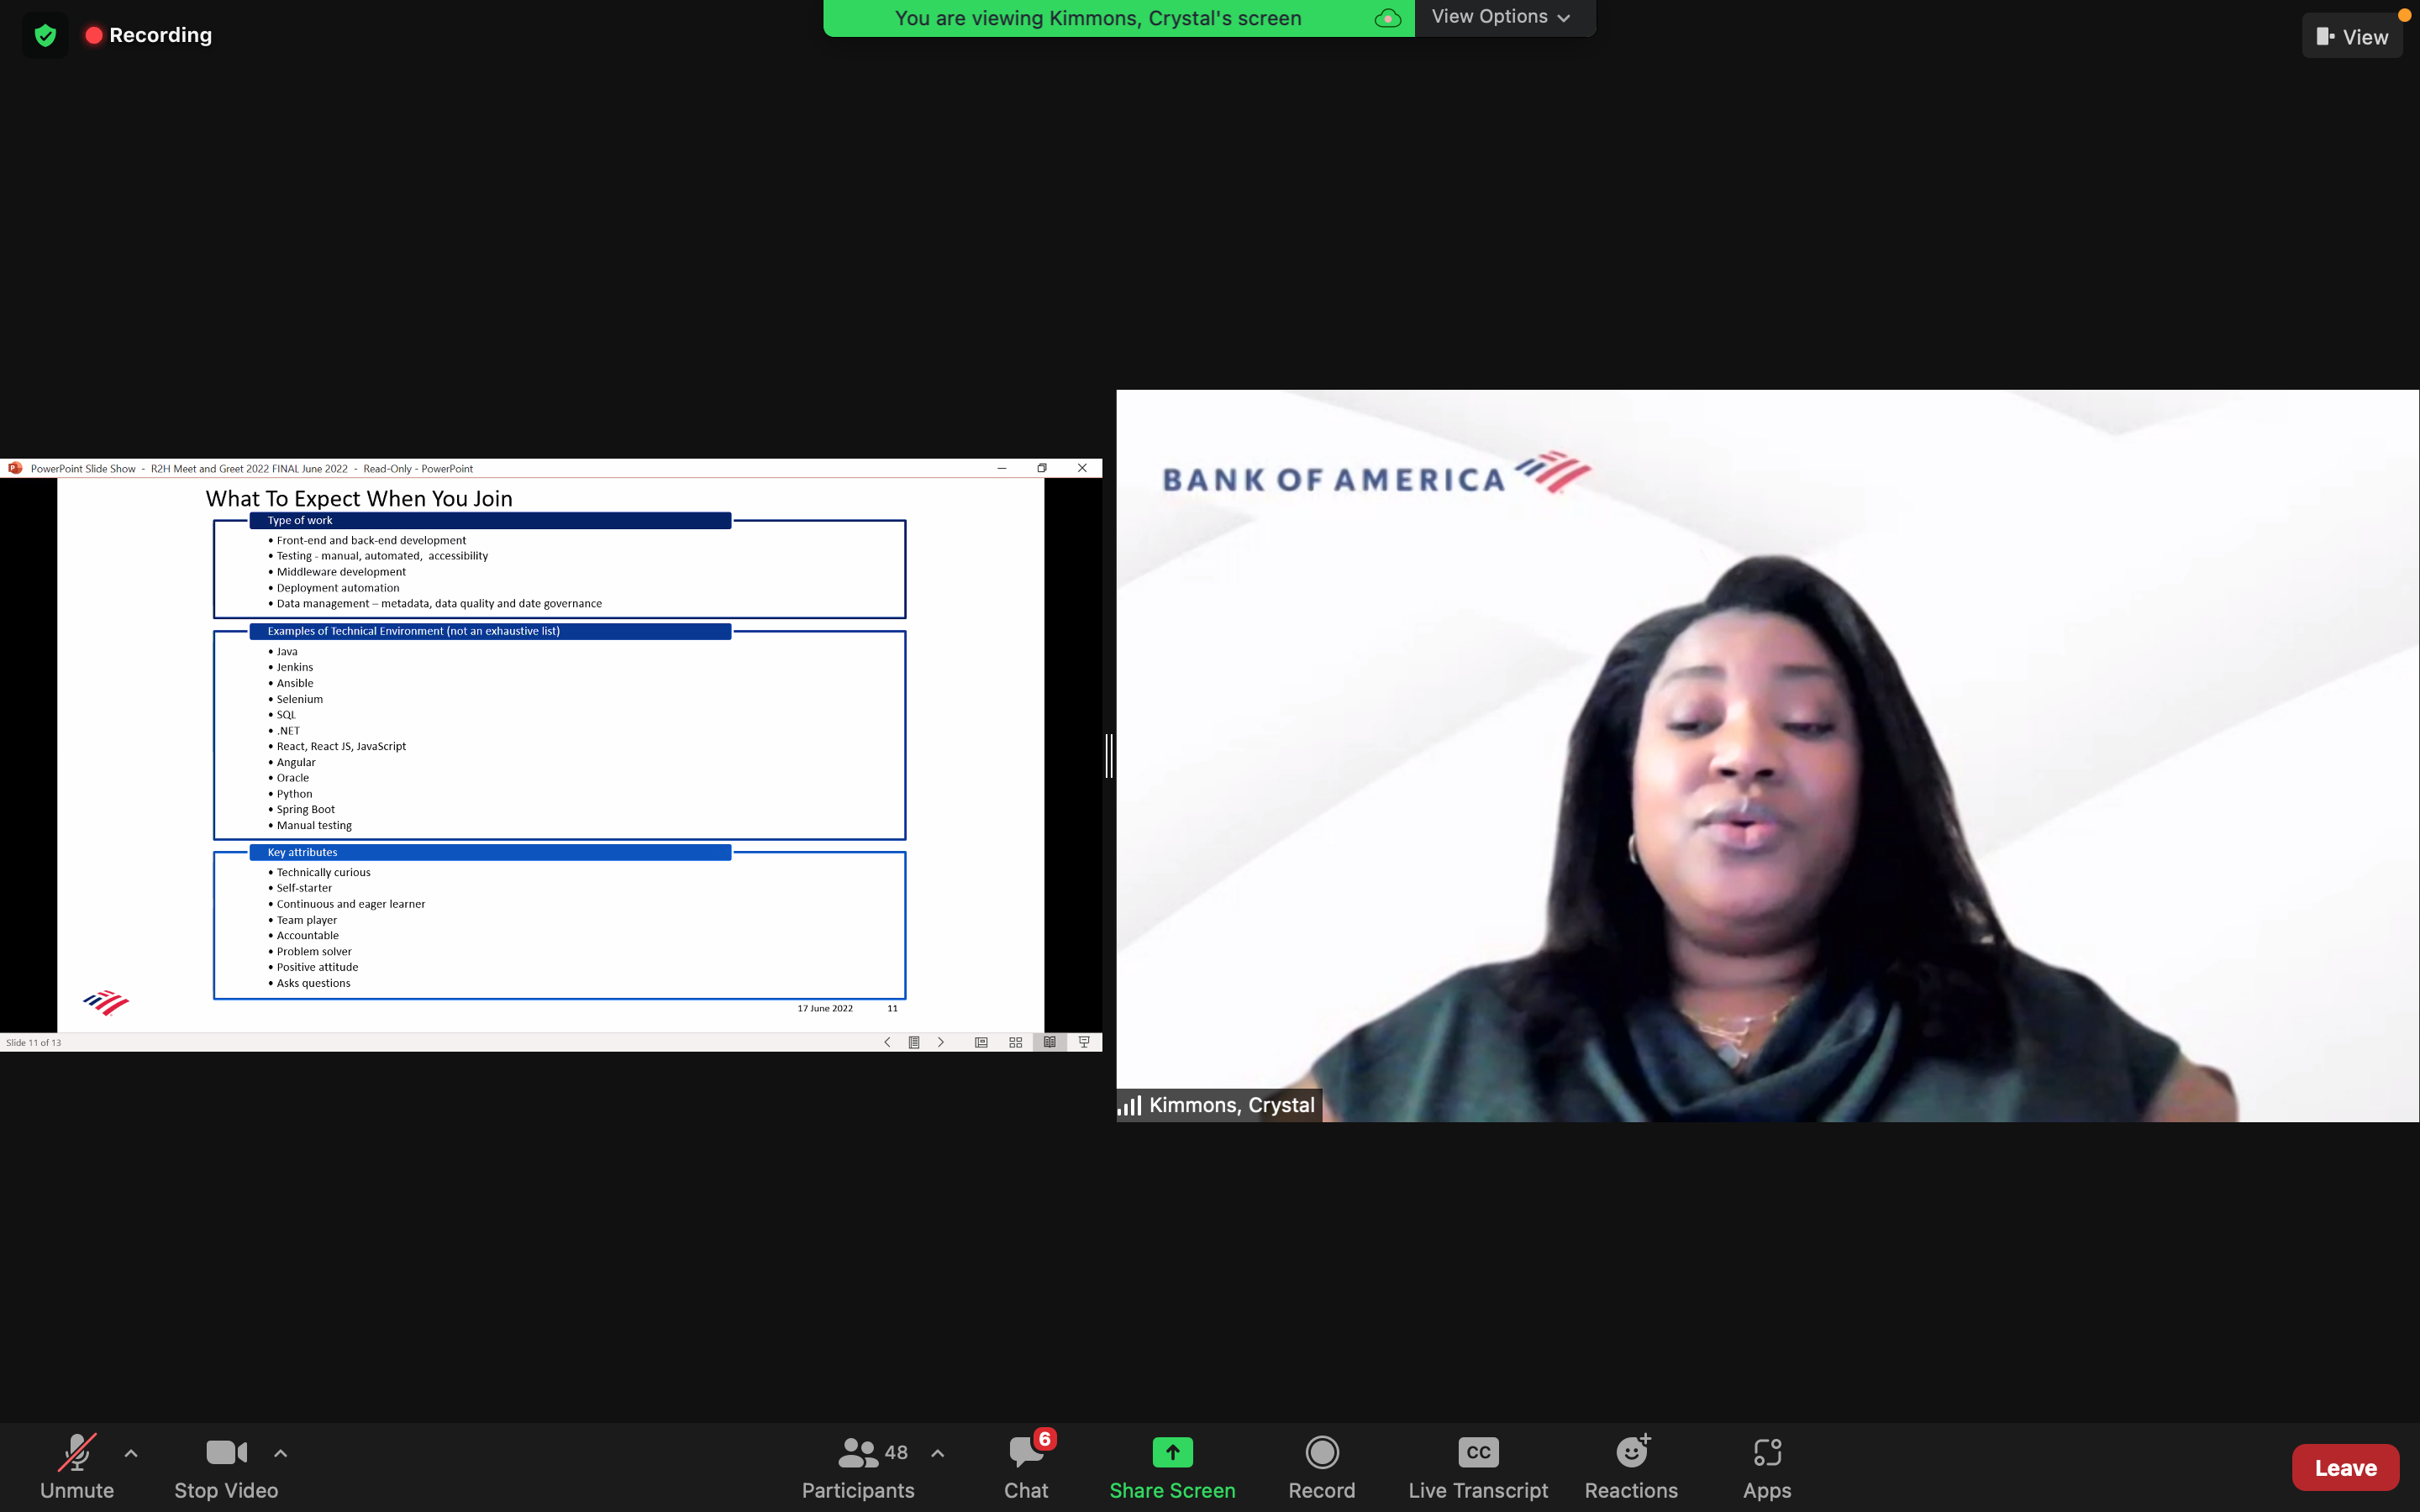 Recording
You are viewing Kimmons, Crystal's screen
View Options
View
PowerPoint Slide Show - R2H Meet and Greet 2022 FINAL June 2022 - Read-Only - PowerPoint
What To Expect When You Join
Type of work
• Front-end and back-end development
• Testing - manual, automated, accessibility
• Middleware development
• Deployment automation
• Data management – metadata, data quality and date governance
Examples of Technical Environment (not an exhaustive list)
• Java
• Jenkins
• Ansible
• Selenium
• SQL
• .NET
• React, React JS, JavaScript
• Angular
• Oracle
• Python
• Spring Boot
• Manual testing
Key attributes
• Technically curious
• Self-starter
• Continuous and eager learner
• Team player
• Accountable
• Problem solver
• Positive attitude
• Asks questions
17 June 2022 11
Slide 11 of 13
BANK OF AMERICA
Kimmons, Crystal
Unmute
Stop Video
48
Participants
6
Chat
Share Screen
Record
CC
Live Transcript
Reactions
Apps
Leave